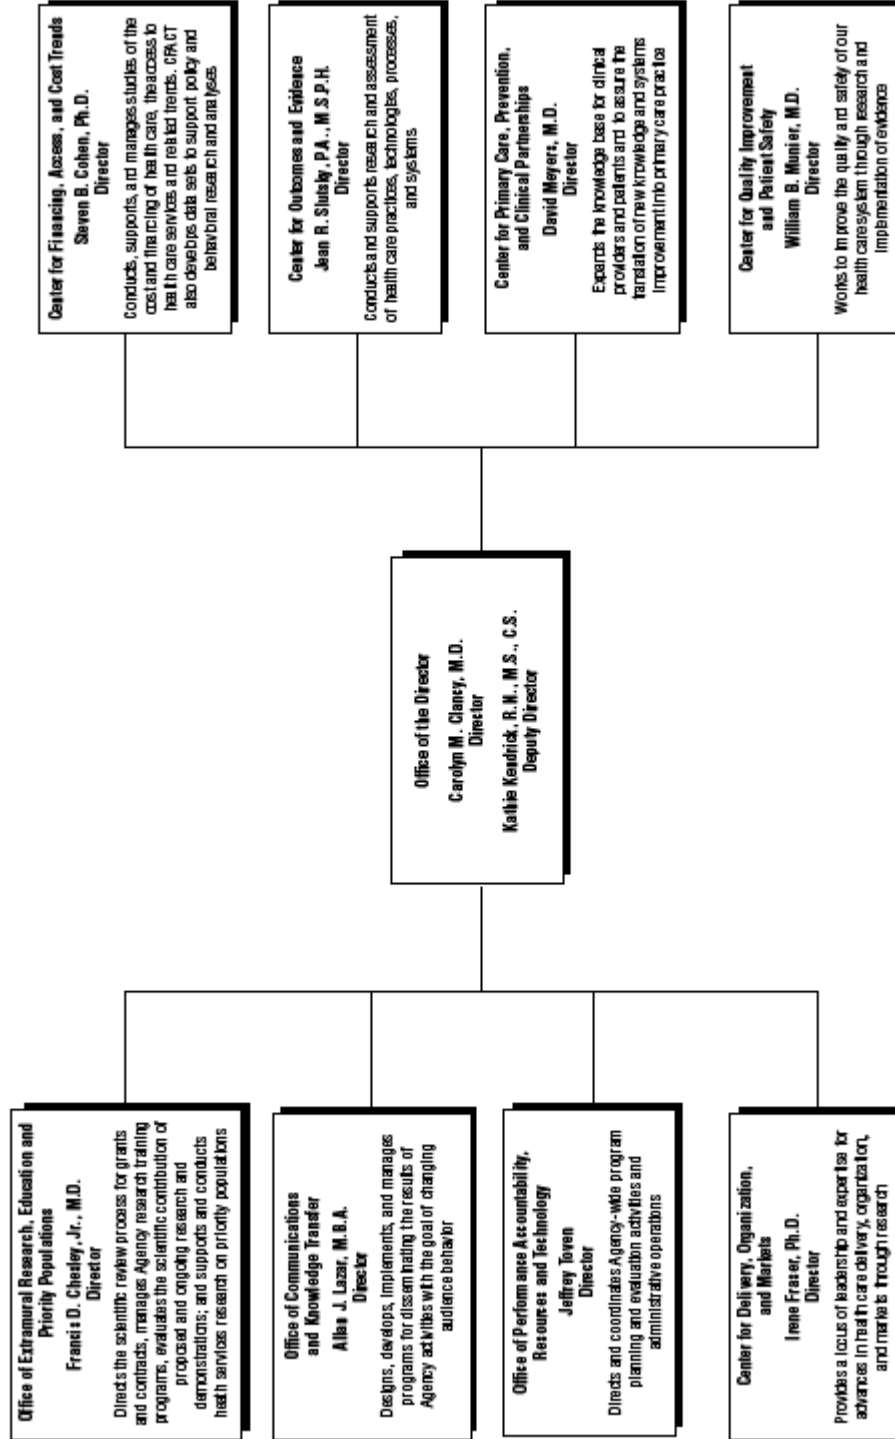 Office of Extramural Research, Education and
Priority Populations
Francis D. Chesley, Jr., M.D.
Director
Directs the scientific review process for grants
and contracts, manages Agency research training
programs, evaluates the scientific contribution of
proposed and ongoing research and
demonstrations; and supports and conducts
heath services research on priority populations
Office of Communications
and Knowledge Transfer
Allan J. Lazar, M.B.A.
Director
Designs, develops, implements, and manages
programs for disseminating the results of
Agency activities with the goal of changing
audience behavior
Office of Performance Accountability,
Resources and Technology
Jeffrey Toven
Director
Directs and coordinates Agency-wide program
planning and evaluation activities and
administrative operations
Center for Delivery, Organization,
and Markets
Irene Fraser, Ph.D.
Director
Provides a locus of leadership and expertise for
advances in health care delivery, organization,
and markets through research
Office of the Director
Carolyn M. Clancy, M.D.
Director
Kathie Kendrick, R.N., M.S., C.S.
Deputy Director
Center for Financing, Access, and Cost Trends
Steven B. Cohen, Ph.D.
Director
Conducts, supports, and manages studies of the
cost and financing of health care, the access to
health care services and related trends. CFACT
also develops data sets to support policy and
behavioral research and analyses
Center for Outcomes and Evidence
Jean R. Slutsky, P.A., M.S.P.H.
Director
Conducts and supports research and assessment
of health care practices, technologies, processes,
and systems
Center for Primary Care, Prevention,
and Clinical Partnerships
David Meyers, M.D.
Director
Expands the knowledge base for clinical
providers and patients and to assure the
translation of new knowledge and systems
improvement into primary care practice
Center for Quality Improvement
and Patient Safety
William B. Munier, M.D.
Director
Works to improve the quality and safety of our
health care system through research and
implementation of evidence